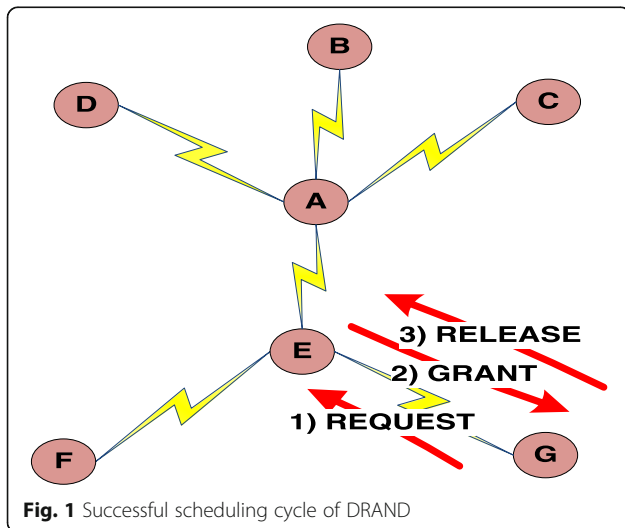 B
D
C
A
3) RELEASE
E
2) GRANT
1) REQUEST
F
G
Fig. 1 Successful scheduling cycle of DRAND